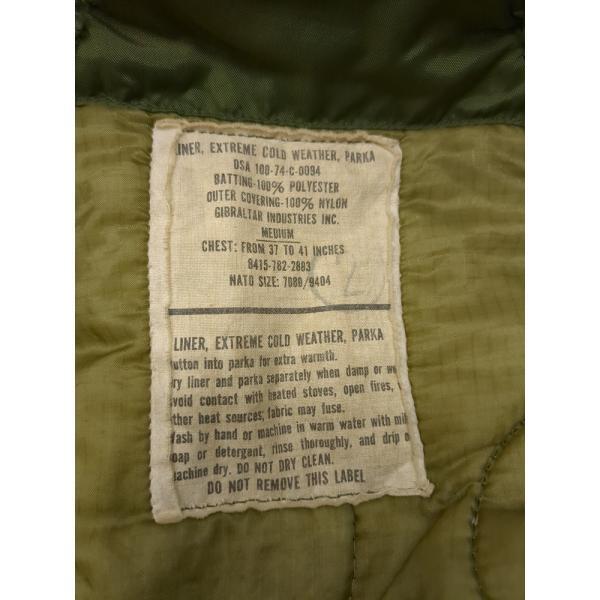 LINER, EXTREME COLD WEATHER, PARKA
DSA 100-74-C-0094
BATTING-100% POLYESTER
OUTER COVERING-100% NYLON
GIBRALTAR INDUSTRIES INC.
MEDIUM
CHEST: FROM 37 TO 41 INCHES
8415-782-2883
NATO SIZE: 7080/9404
LINER, EXTREME COLD WEATHER, PARKA
utton into parka for extra warmth.
ry liner and parka separately when damp or we
void contact with heated stoves, open fires,
ther heat sources; fabric may fuse.
ash by hand or machine in warm water with mil
oap or detergent, rinse thoroughly, and drip o
achine dry. DO NOT DRY CLEAN.
DO NOT REMOVE THIS LABEL